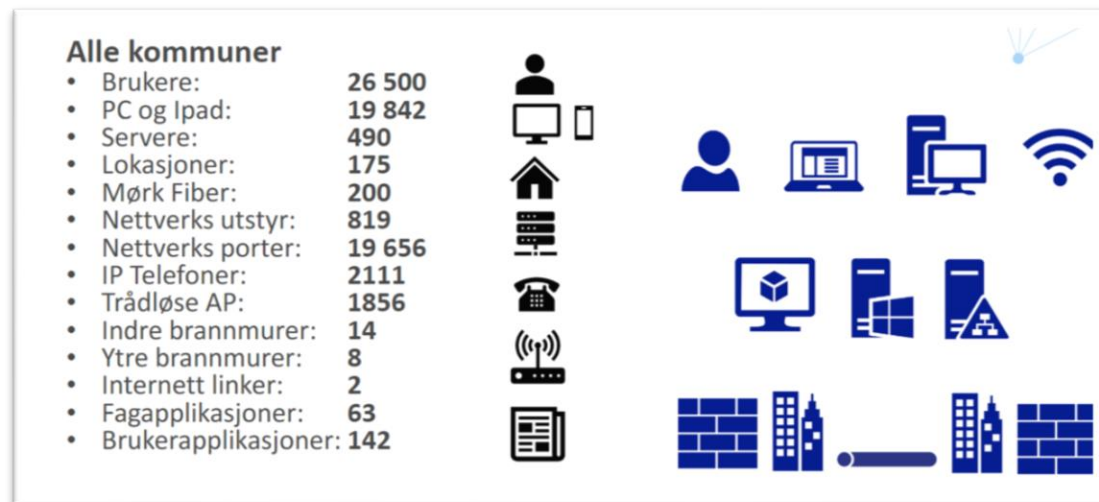 Alle kommuner
• Brukere: 26 500
• PC og Ipad: 19 842
• Servere: 490
• Lokasjoner: 175
• Mørk Fiber: 200
• Nettverks utstyr: 819
• Nettverks porter: 19 656
• IP Telefoner: 2111
• Trådløse AP: 1856
• Indre brannmurer: 14
• Ytre brannmurer: 8
• Internett linker: 2
• Fagapplikasjoner: 63
• Brukerapplikasjoner: 142